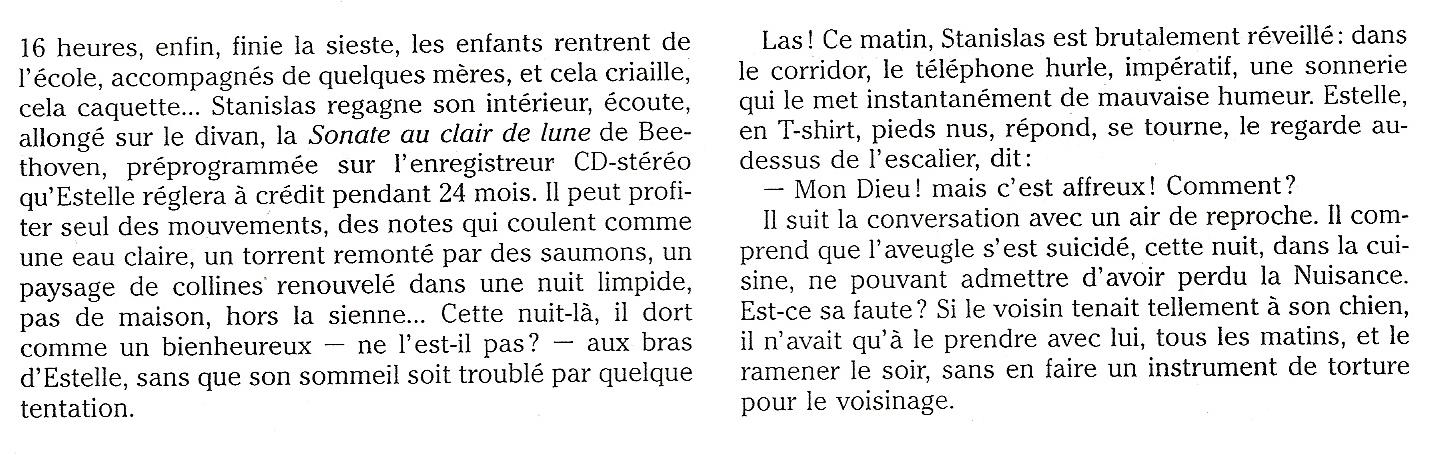 16 heures, enfin, finie la sieste, les enfants rentrent de
l'école, accompagnés de quelques mères, et cela criaille,
cela caquette... Stanislas regagne son intérieur, écoute,
allongé sur le divan, la Sonate au clair de lune de Bee-
thoven, préprogrammée sur l'enregistreur CD-stéréo
qu'Estelle réglera à crédit pendant 24 mois. Il peut profi-
ter seul des mouvements, des notes qui coulent comme
une eau claire, un torrent remonté par des saumons, un
paysage de collines renouvelé dans une nuit limpide,
pas de maison, hors la sienne... Cette nuit-là, il dort
comme un bienheureux — ne l'est-il pas ? — aux bras
d'Estelle, sans que son sommeil soit troublé par quelque
tentation.
Las ! Ce matin, Stanislas est brutalement réveillé : dans
le corridor, le téléphone hurle, impératif, une sonnerie
qui le met instantanément de mauvaise humeur. Estelle,
en T-shirt, pieds nus, répond, se tourne, le regarde au-
dessus de l'escalier, dit :
— Mon Dieu ! mais c'est affreux ! Comment ?
Il suit la conversation avec un air de reproche. Il com-
prend que l'aveugle s'est suicidé, cette nuit, dans la cui-
sine, ne pouvant admettre d'avoir perdu la Nuisance.
Est-ce sa faute ? Si le voisin tenait tellement à son chien,
il n'avait qu'à le prendre avec lui, tous les matins, et le
ramener le soir, sans en faire un instrument de torture
pour le voisinage.